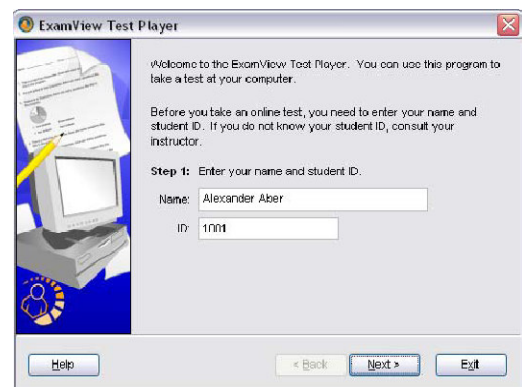 ExamView Test Player
Welcome to the ExamView Test Player. You can use this program to
take a test at your computer.
Before you take an online test, you need to enter your name and
student ID. If you do not know your student ID, consult your
instructor.
Step 1: Enter your name and student ID.
Name: Alexander Aber
ID: 1001
Help
< Back
Next >
Exit